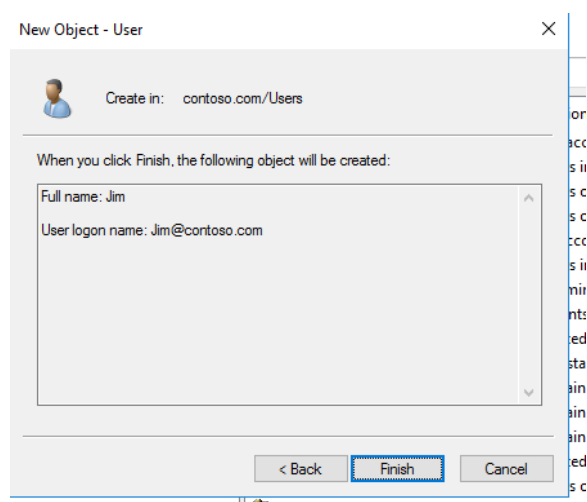 New Object - User
Create in: contoso.com/Users
When you click Finish, the following object will be created:
Full name: Jim
User logon name: Jim@contoso.com
< Back Finish Cancel